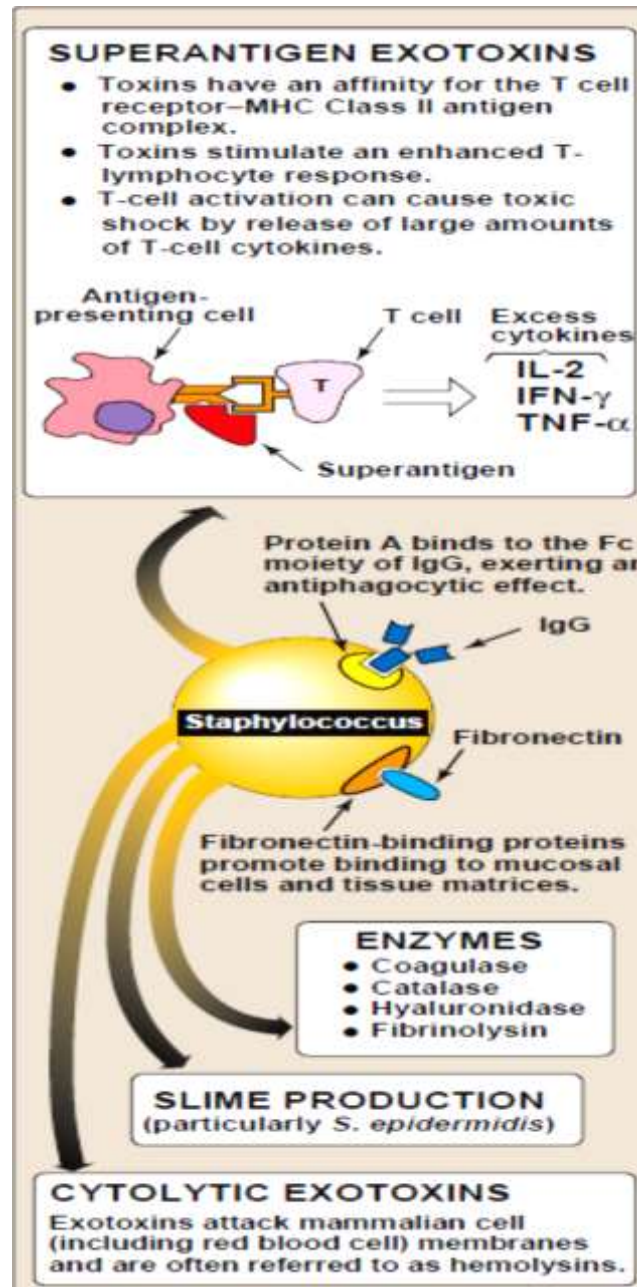 SUPERANTIGEN EXOTOXINS
● Toxins have an affinity for the T cell
receptor–MHC Class II antigen
complex.
● Toxins stimulate an enhanced T-
lymphocyte response.
● T-cell activation can cause toxic
shock by release of large amounts
of T-cell cytokines.
Antigen-
presenting cell
T cell
Excess
cytokines
T
IL-2
IFN-γ
TNF-α
Superantigen
Protein A binds to the Fc
moiety of IgG, exerting an
antiphagocytic effect.
IgG
Staphylococcus
Fibronectin
Fibronectin-binding proteins
promote binding to mucosal
cells and tissue matrices.
ENZYMES
● Coagulase
● Catalase
● Hyaluronidase
● Fibrinolysin
SLIME PRODUCTION
(particularly S. epidermidis)
CYTOLYTIC EXOTOXINS
Exotoxins attack mammalian cell
(including red blood cell) membranes
and are often referred to as hemolysins.